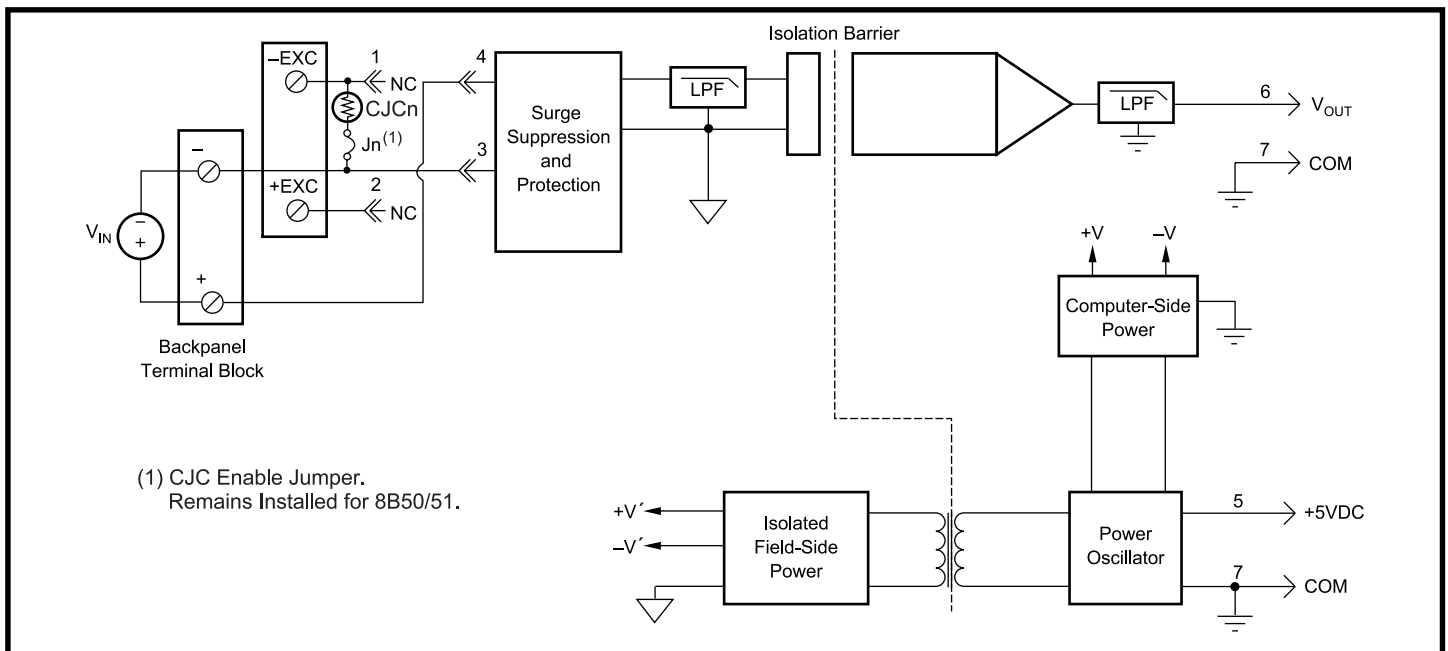 Isolation Barrier
–EXC
1
NC
CJCn
Jn(1)
4
3
Surge
Suppression
and
Protection
LPF
LPF
6
VOUT
7
COM
–
+EXC
2
NC
VIN
–
+
+
Backpanel
Terminal Block
+V
–V
Computer-Side
Power
(1) CJC Enable Jumper.
Remains Installed for 8B50/51.
+V´
–V´
Isolated
Field-Side
Power
Power
Oscillator
5
+5VDC
7
COM